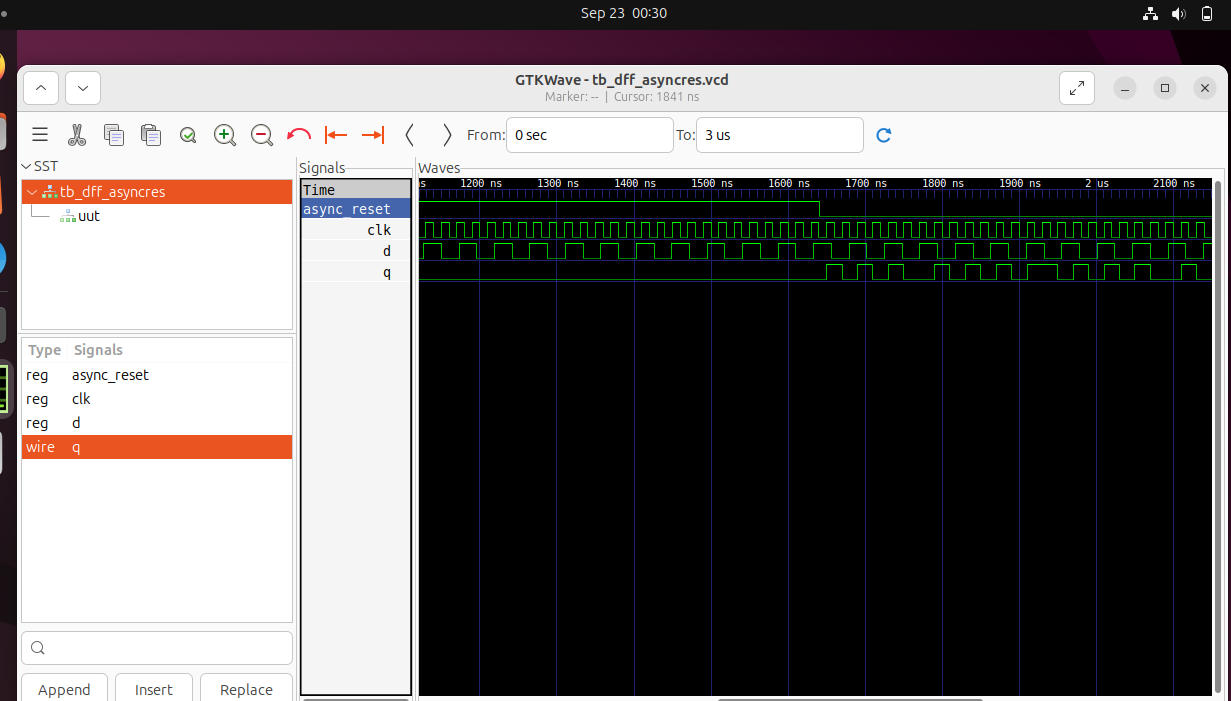 Sep 23 00:30
GTKWave - tb_dff_asyncres.vcd
Marker: -- | Cursor: 1841 ns
From: 0 sec To: 3 us
SST
tb_dff_asyncres
uut
Type Signals
reg async_reset
reg clk
reg d
wire q
Append Insert Replace
Signals
Time
async_reset
clk
d
q
Waves
s 1200 ns 1300 ns 1400 ns 1500 ns 1600 ns 1700 ns 1800 ns 1900 ns 2 us 2100 ns